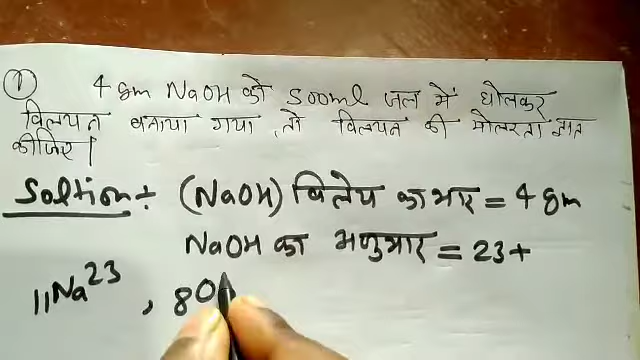 ① 4 gm NaOH को 500ml जल में घोलकर
विलयन बनाया गया, तो विलयन की मोलरता ज्ञात
कीजिए |
Soltion ÷ (NaOH) विलेय का भार = 4 gm
NaOH का अणुभार = 23+
₁₁Na²³ , 8O